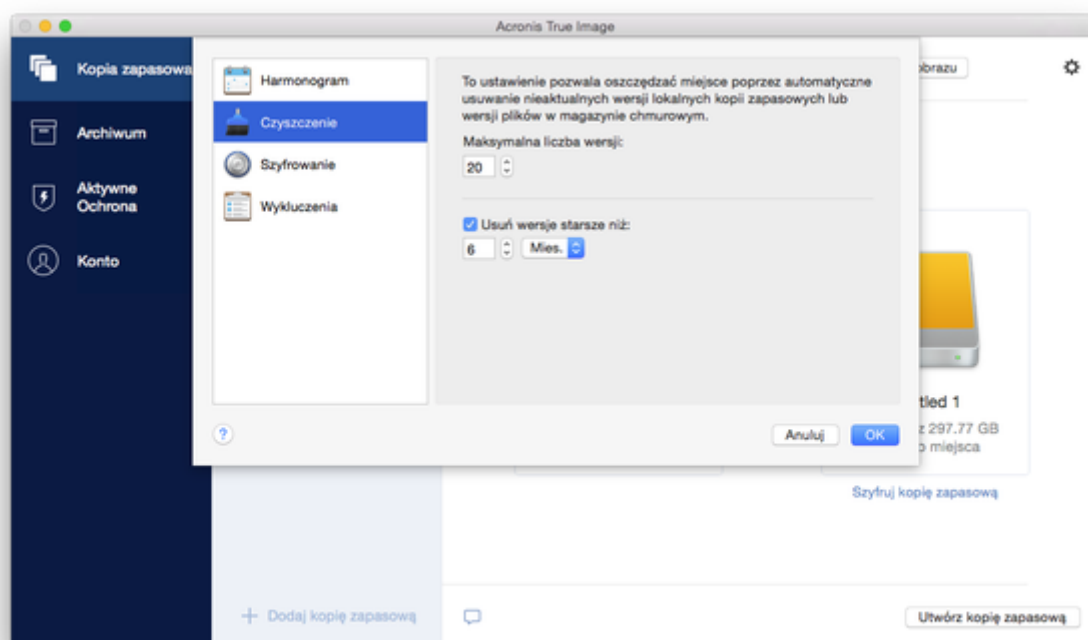 Acronis True Image
Kopia zapasowa
Archiwum
Aktywne
Ochrona
Konto
Harmonogram
Czyszczenie
Szyfrowanie
Wykluczenia
To ustawienie pozwala oszczędzać miejsce poprzez automatyczne
usuwanie nieaktualnych wersji lokalnych kopii zapasowych lub
wersji plików w magazynie chmurowym.
Maksymalna liczba wersji:
20
Usuń wersje starsze niż:
6 Mies.
?
Anuluj OK
obrazu
tled 1
z 297.77 GB
o miejsca
Szyfruj kopię zapasową
+ Dodaj kopię zapasową
Utwórz kopię zapasową